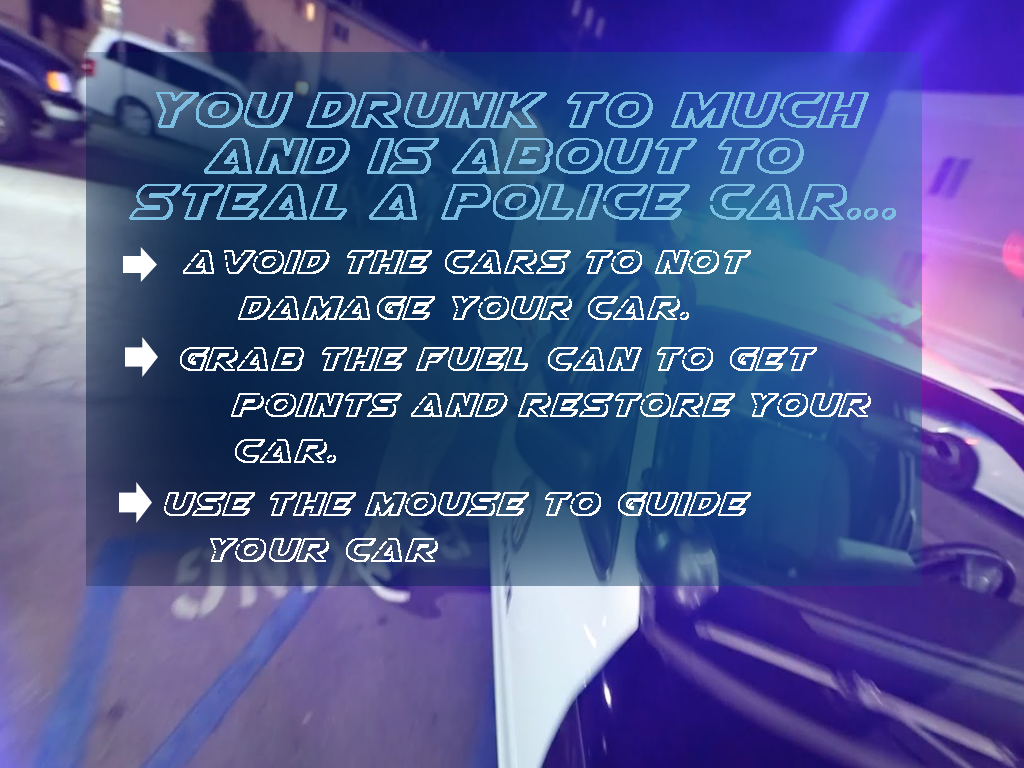 YOU DRUNK TO MUCH
AND IS ABOUT TO
STEAL A POLICE CAR...
AVOID THE CARS TO NOT
DAMAGE YOUR CAR.
GRAB THE FUEL CAN TO GET
POINTS AND RESTORE YOUR
CAR.
USE THE MOUSE TO GUIDE
YOUR CAR